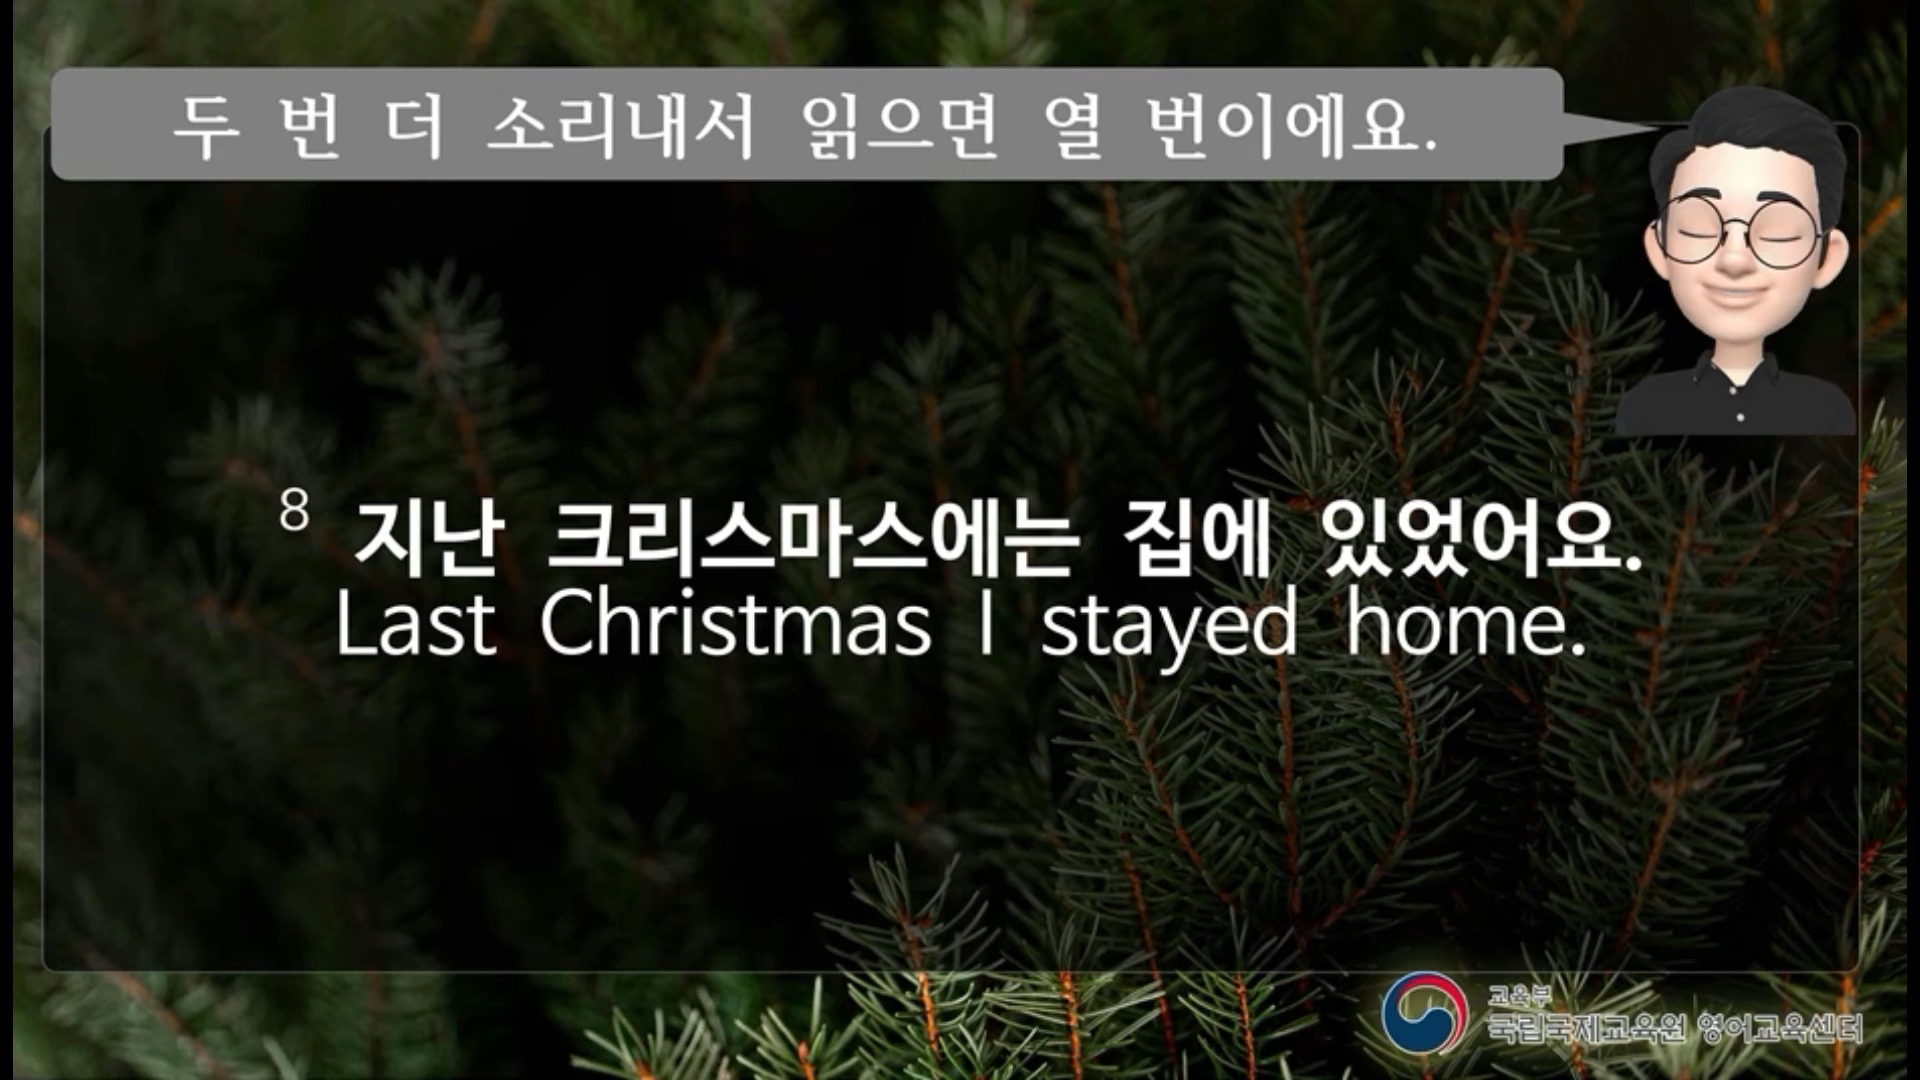 두 번 더 소리내서 읽으면 열 번이에요.
8 지난 크리스마스에는 집에 있었어요.
Last Christmas I stayed home.
교육부
국립국제교육원 영어교육센터